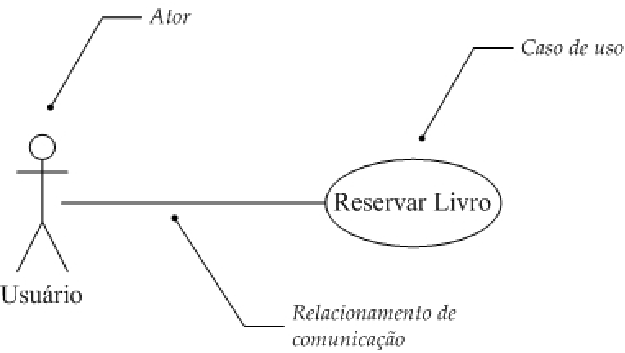 Ator
Caso de uso
Reservar Livro
Usuário
Relacionamento de
comunicação